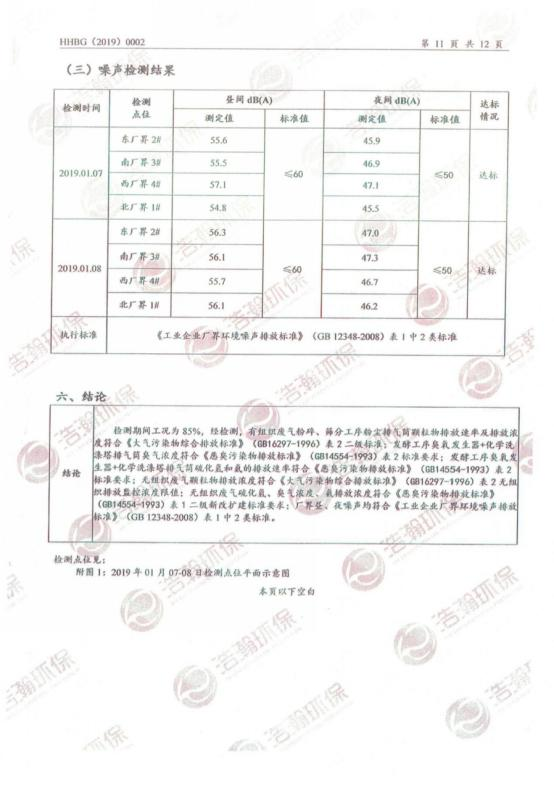 HHBG（2019）0002
第 11 页 共 12 页
（三）噪声检测结果
检测时间 检测点位 昼间 dB(A) 夜间 dB(A) 达标情况
测定值 标准值 测定值 标准值
2019.01.07 东厂界 2# 55.6 ≤60 45.9 ≤50 达标
南厂界 3# 55.5 46.9
西厂界 4# 57.1 47.1
北厂界 1# 54.8 45.5
2019.01.08 东厂界 2# 56.3 ≤60 47.0 ≤50 达标
南厂界 3# 56.1 47.3
西厂界 4# 55.7 46.7
北厂界 1# 56.1 46.2
执行标准 《工业企业厂界环境噪声排放标准》（GB 12348-2008）表 1 中 2 类标准
六、结论
结论
检测期间工况为 85%，经检测，有组织废气粉碎、筛分工序粉尘排气筒颗粒物排放速率及排放浓
度符合《大气污染物综合排放标准》（GB16297-1996）表 2 二级标准；发酵工序臭氧发生器+化学洗
涤塔排气筒臭气浓度符合《恶臭污染物排放标准》（GB14554-1993）表 2 标准要求；发酵工序臭氧发
生器+化学洗涤塔排气筒硫化氢和氨的排放速率符合《恶臭污染物排放标准》（GB14554-1993）表 2
标准要求；无组织废气颗粒物排放浓度符合《大气污染物综合排放标准》（GB16297-1996）表 2 无组
织排放监控浓度限值；无组织废气硫化氢、臭气浓度、氨排放浓度符合《恶臭污染物排放标准》
（GB14554-1993）表 1 二级新改扩建标准要求；厂界昼、夜噪声均符合《工业企业厂界环境噪声排放
标准》（GB 12348-2008）表 1 中 2 类标准。
检测点位见：
附图 1：2019 年 01 月 07-08 日检测点位平面示意图
本页以下空白
浩瀚环保